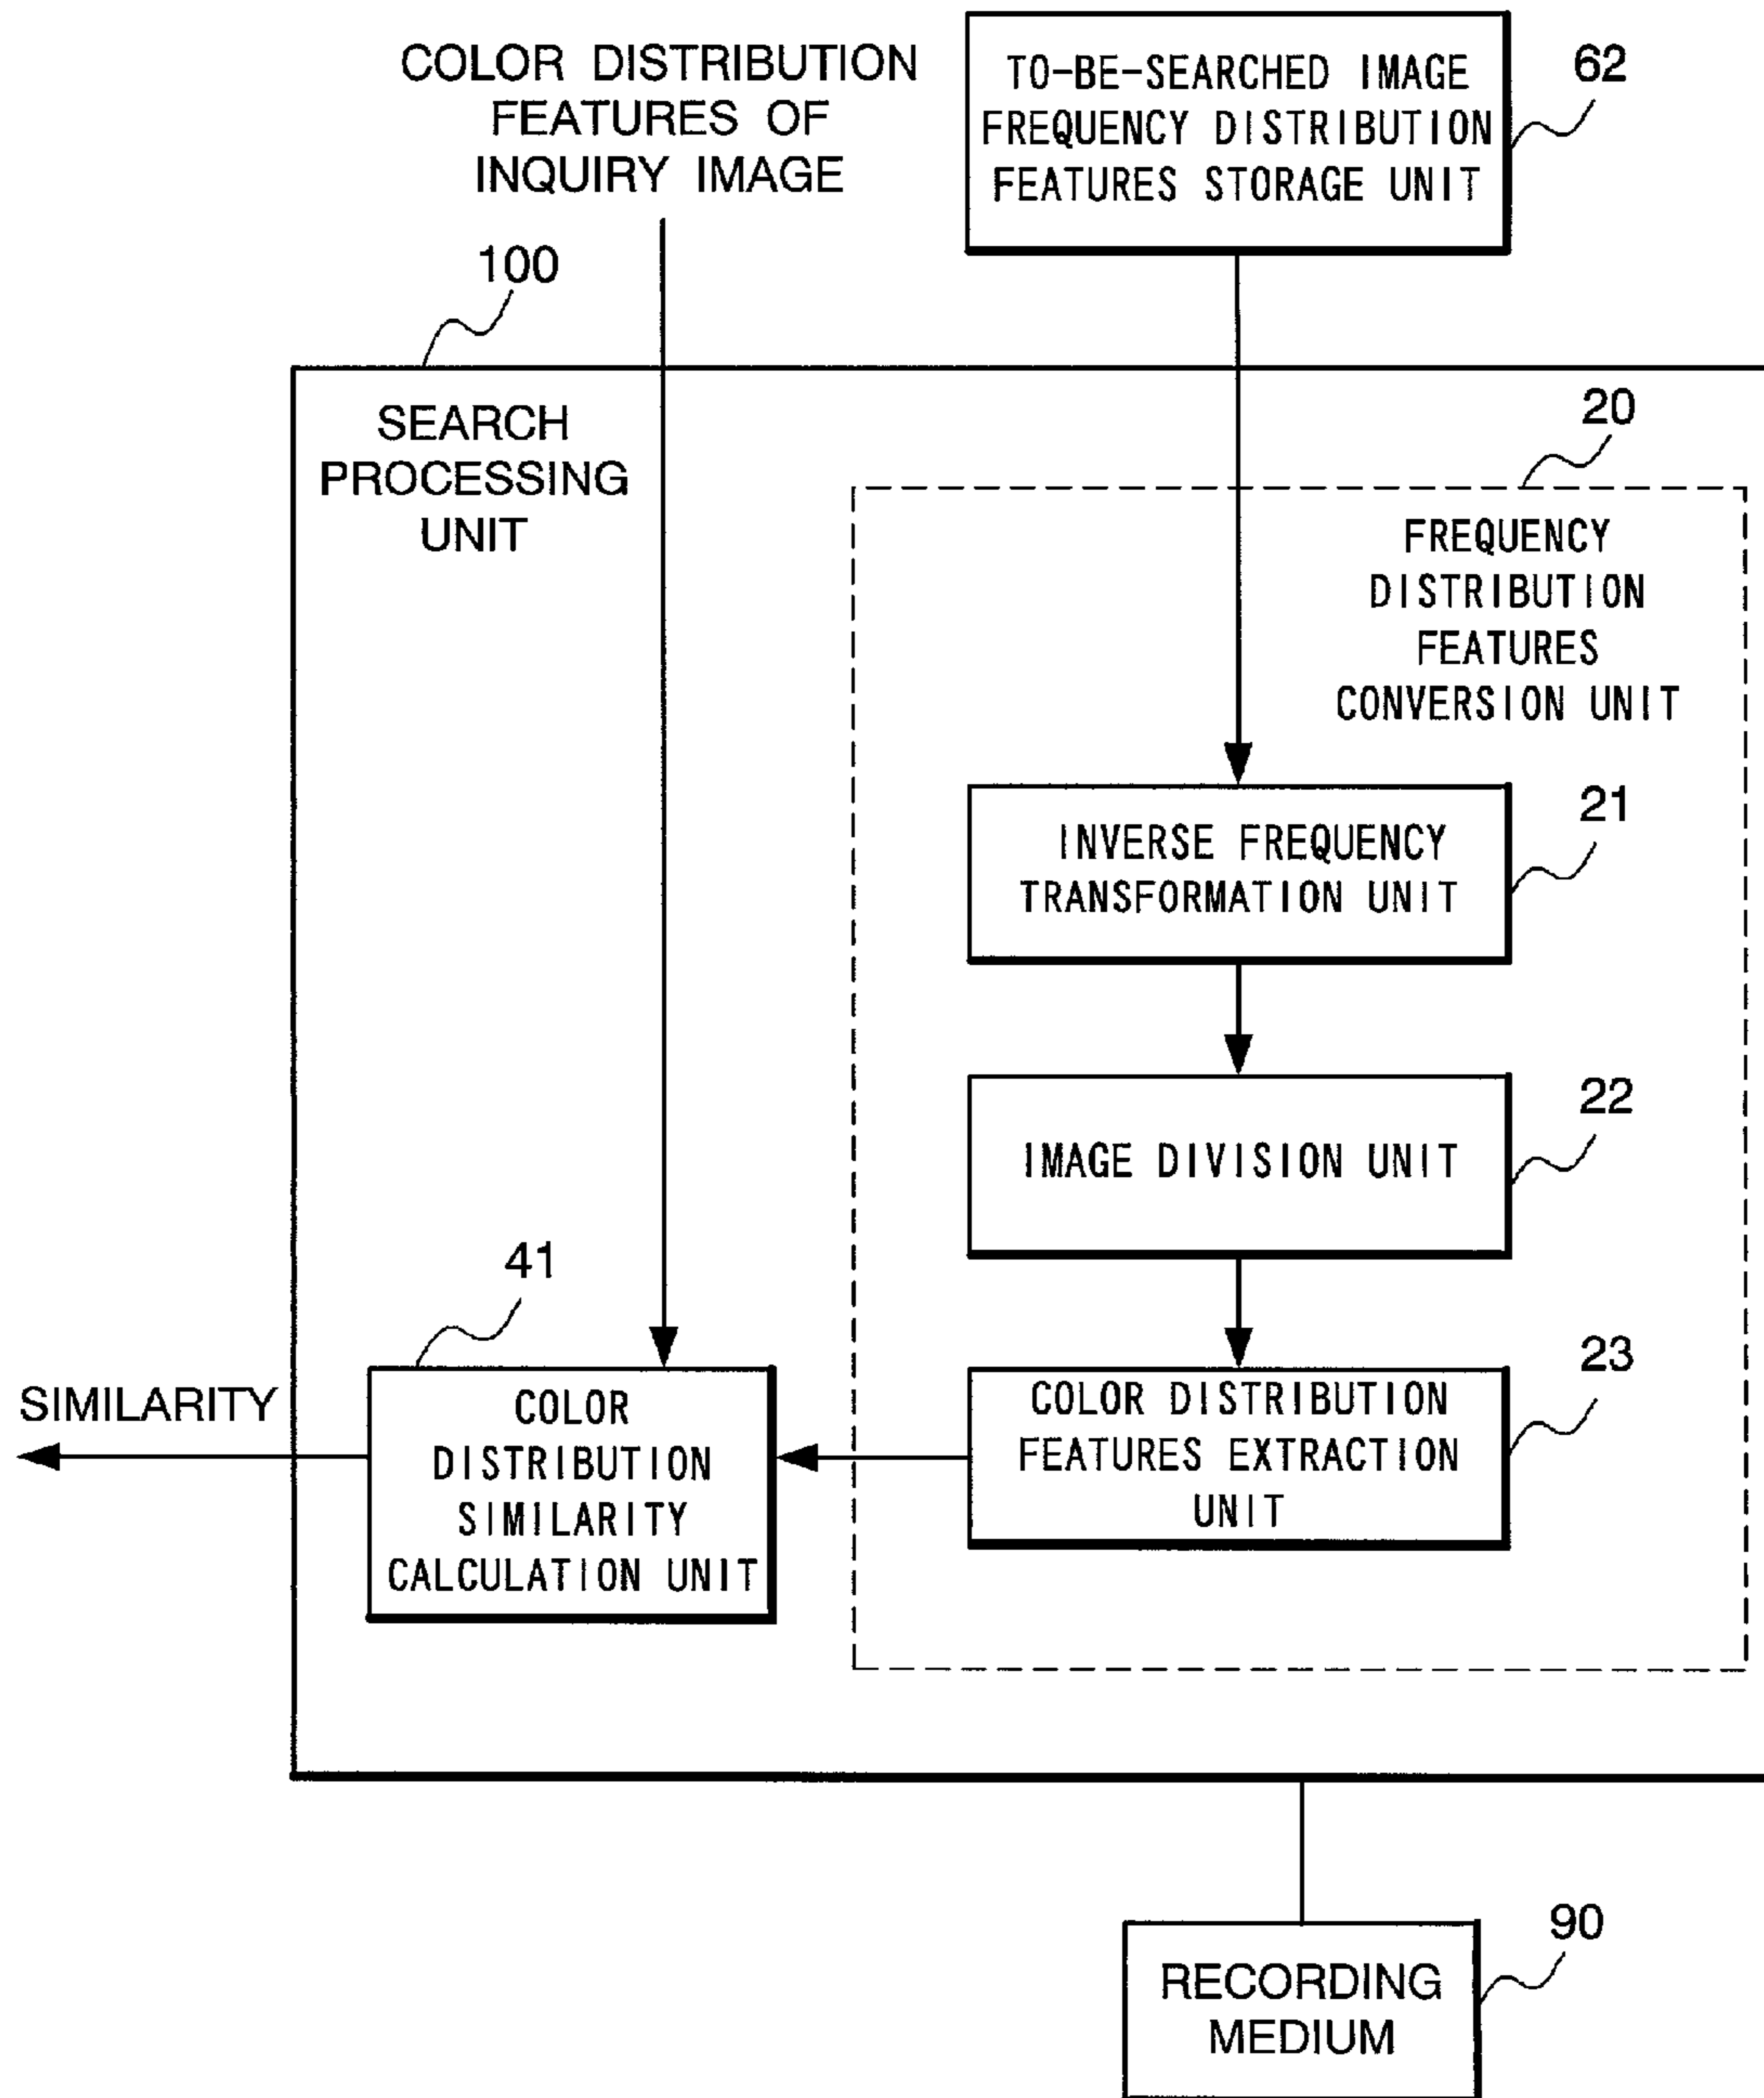 COLOR DISTRIBUTION
FEATURES OF
INQUIRY IMAGE
TO-BE-SEARCHED IMAGE
FREQUENCY DISTRIBUTION
FEATURES STORAGE UNIT
62
100
SEARCH
PROCESSING
UNIT
20
FREQUENCY
DISTRIBUTION
FEATURES
CONVERSION UNIT
INVERSE FREQUENCY
TRANSFORMATION UNIT
21
IMAGE DIVISION UNIT
22
41
COLOR
DISTRIBUTION
SIMILARITY
CALCULATION UNIT
SIMILARITY
COLOR DISTRIBUTION
FEATURES EXTRACTION
UNIT
23
RECORDING
MEDIUM
90